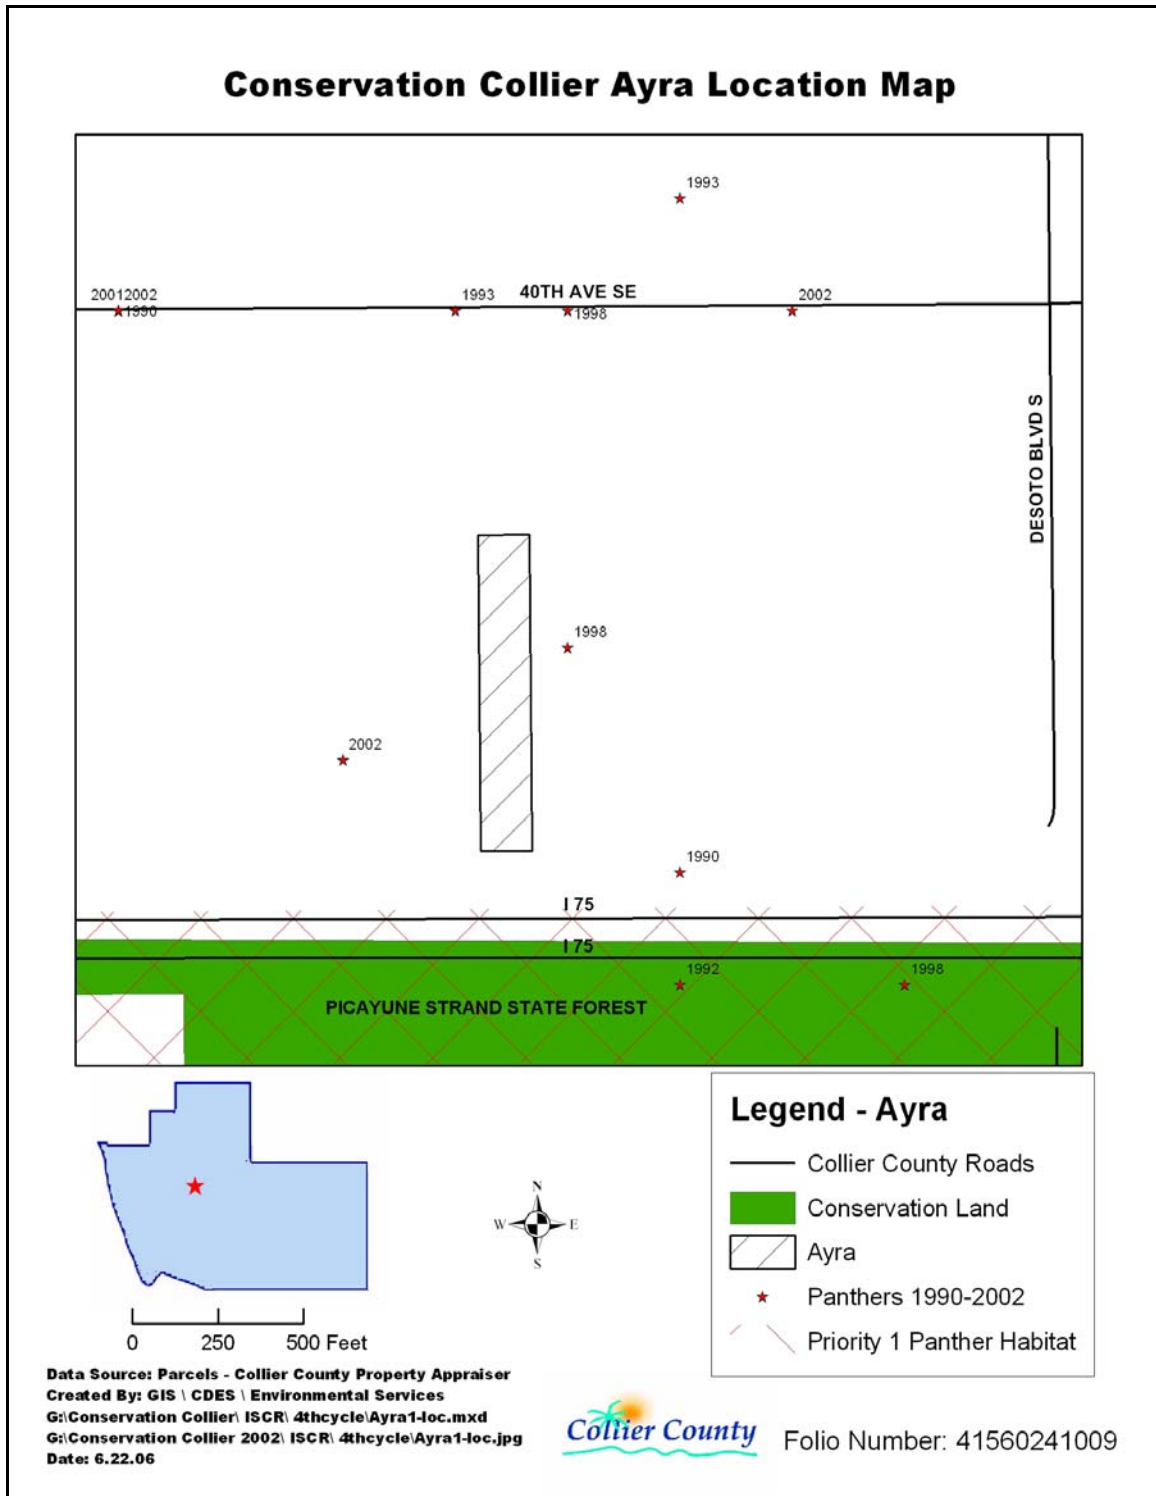 Conservation Collier Ayra Location Map
1993
20012002
1990
1993
40TH AVE SE
1998
2002
DESOTO BLVD S
1998
2002
1990
I 75
I 75
1992
1998
PICAYUNE STRAND STATE FOREST
Legend - Ayra
Collier County Roads
Conservation Land
Ayra
Panthers 1990-2002
Priority 1 Panther Habitat
N
W
E
S
0 250 500 Feet
Data Source: Parcels - Collier County Property Appraiser
Created By: GIS \ CDES \ Environmental Services
G:\Conservation Collier\ ISCR\ 4thcycle\Ayra1-loc.mxd
G:\Conservation Collier 2002\ ISCR\ 4thcycle\Ayra1-loc.jpg
Date: 6.22.06
Collier County
Folio Number: 41560241009